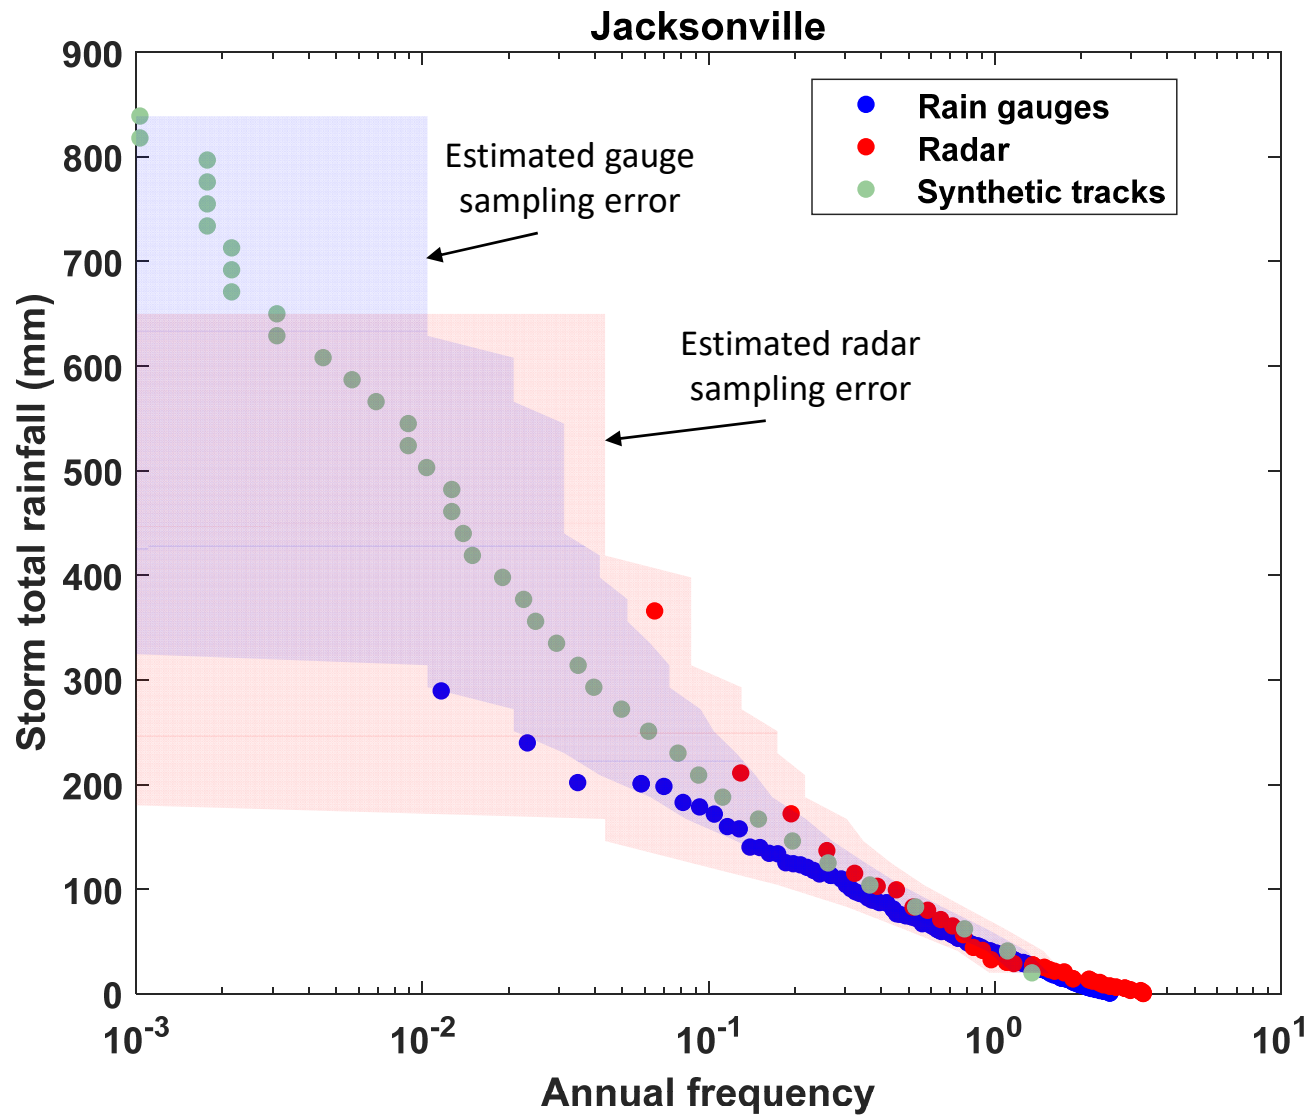 Jacksonville
900
800
700
600
500
400
300
200
100
0
Storm total rainfall (mm)
Rain gauges
Radar
Synthetic tracks
Estimated gauge
sampling error
Estimated radar
sampling error
10-3
10-2
10-1
100
101
Annual frequency